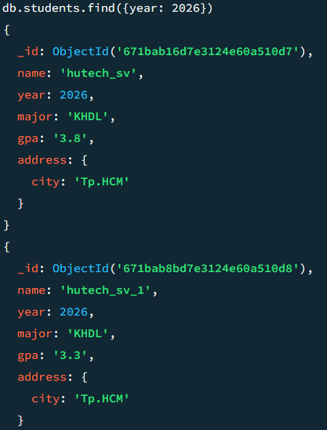 db.students.find({year: 2026})
{
  _id: ObjectId('671bab16d7e3124e60a510d7'),
  name: 'hutech_sv',
  year: 2026,
  major: 'KHDL',
  gpa: '3.8',
  address: {
    city: 'Tp.HCM'
  }
}
{
  _id: ObjectId('671bab8bd7e3124e60a510d8'),
  name: 'hutech_sv_1',
  year: 2026,
  major: 'KHDL',
  gpa: '3.3',
  address: {
    city: 'Tp.HCM'
  }